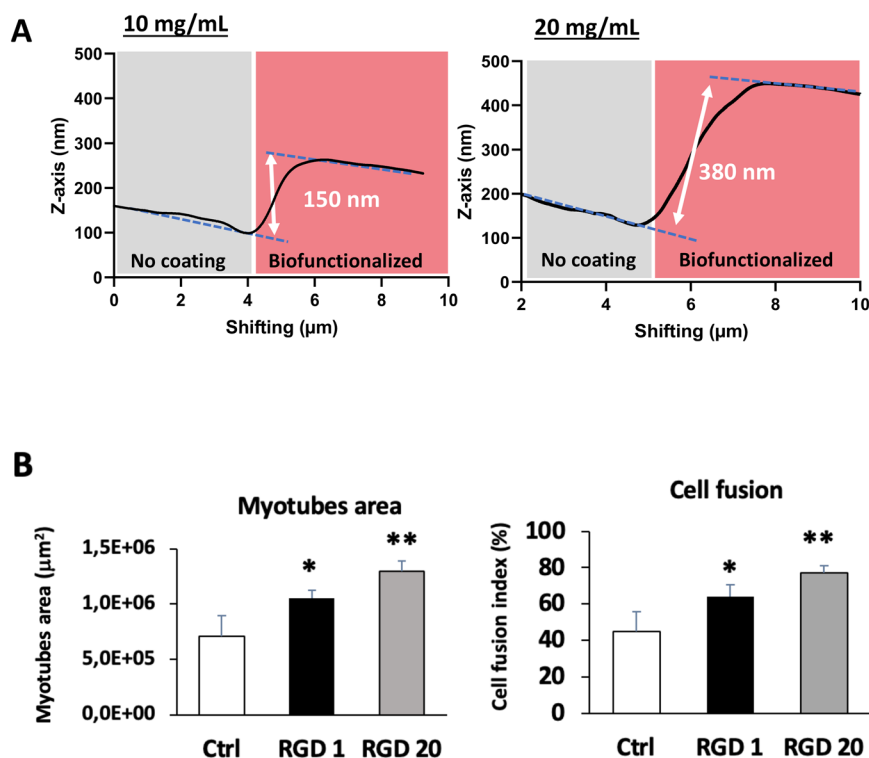 A
10 mg/mL
20 mg/mL
Z-axis (nm)
500
400
300
200
100
0
150 nm
No coating
Biofunctionalized
0
2
4
6
8
10
Shifting (µm)
Z-axis (nm)
500
400
300
200
100
0
380 nm
No coating
Biofunctionalized
2
4
6
8
10
Shifting (µm)
B
Myotubes area
Myotubes area (µm²)
1,5E+06
1,0E+06
5,0E+05
0,0E+00
*
**
Ctrl
RGD 1
RGD 20
Cell fusion
Cell fusion index (%)
100
80
60
40
20
0
*
**
Ctrl
RGD 1
RGD 20